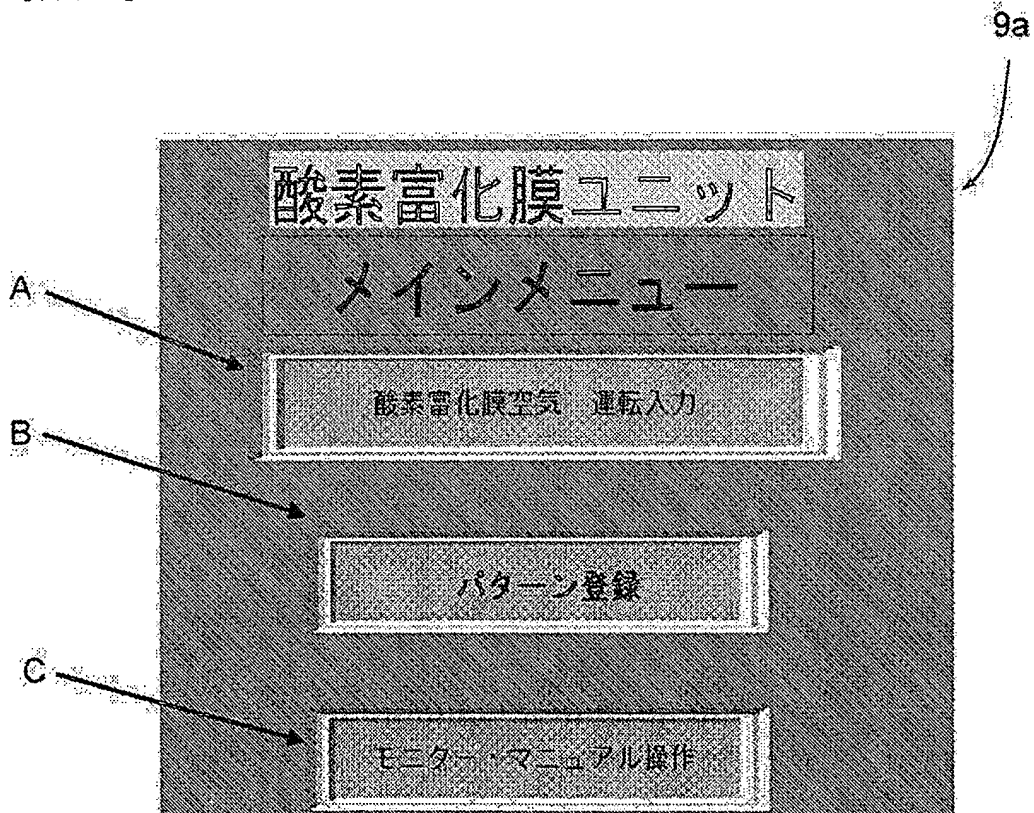 9a
酸素富化膜ユニット
メインメニュー
A
酸素富化膜空気 運転入力
B
パターン登録
C
モニター・マニュアル操作